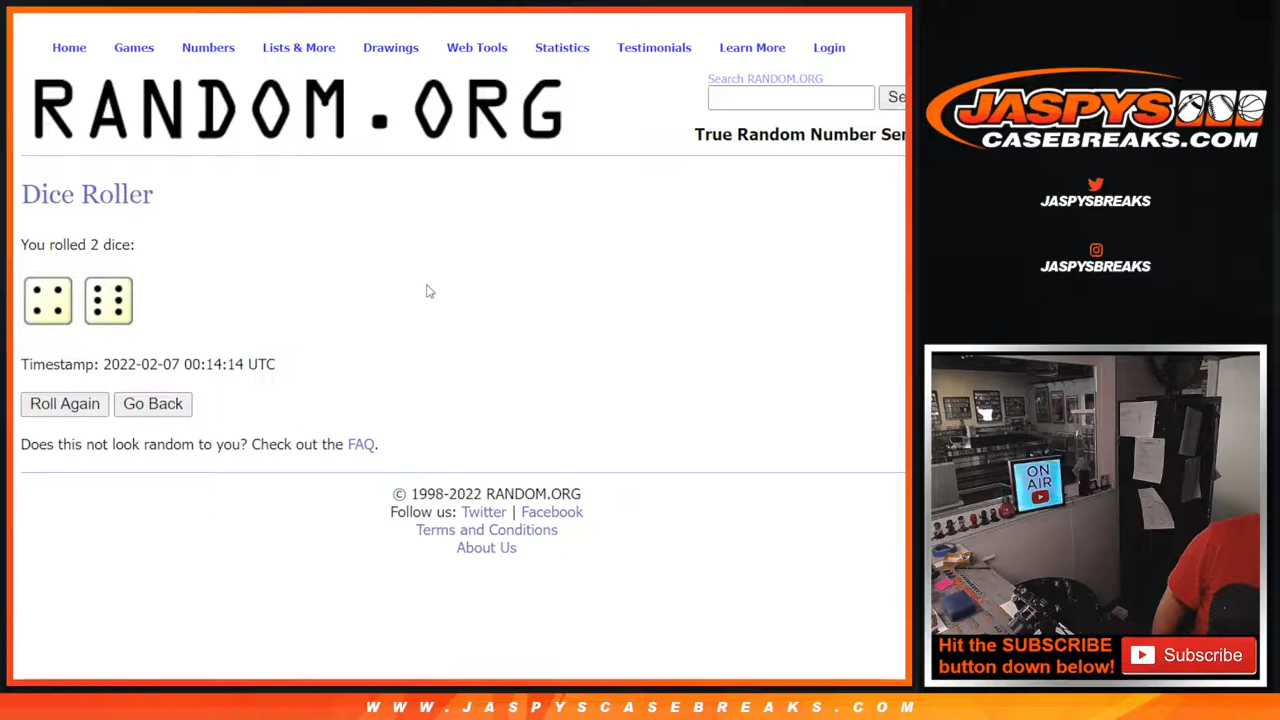 Home Games Numbers Lists & More Drawings Web Tools Statistics Testimonials Learn More Login
RANDOM.ORG
Search RANDOM.ORG
Se
True Random Number Ser
Dice Roller
You rolled 2 dice:
Timestamp: 2022-02-07 00:14:14 UTC
Roll Again Go Back
Does this not look random to you? Check out the FAQ.
© 1998-2022 RANDOM.ORG
Follow us: Twitter | Facebook
Terms and Conditions
About Us
JASPYS
CASEBREAKS.COM
JASPYSBREAKS
JASPYSBREAKS
ON
AIR
Hit the SUBSCRIBE
button down below!
Subscribe
WWW.JASPYSCASEBREAKS.COM